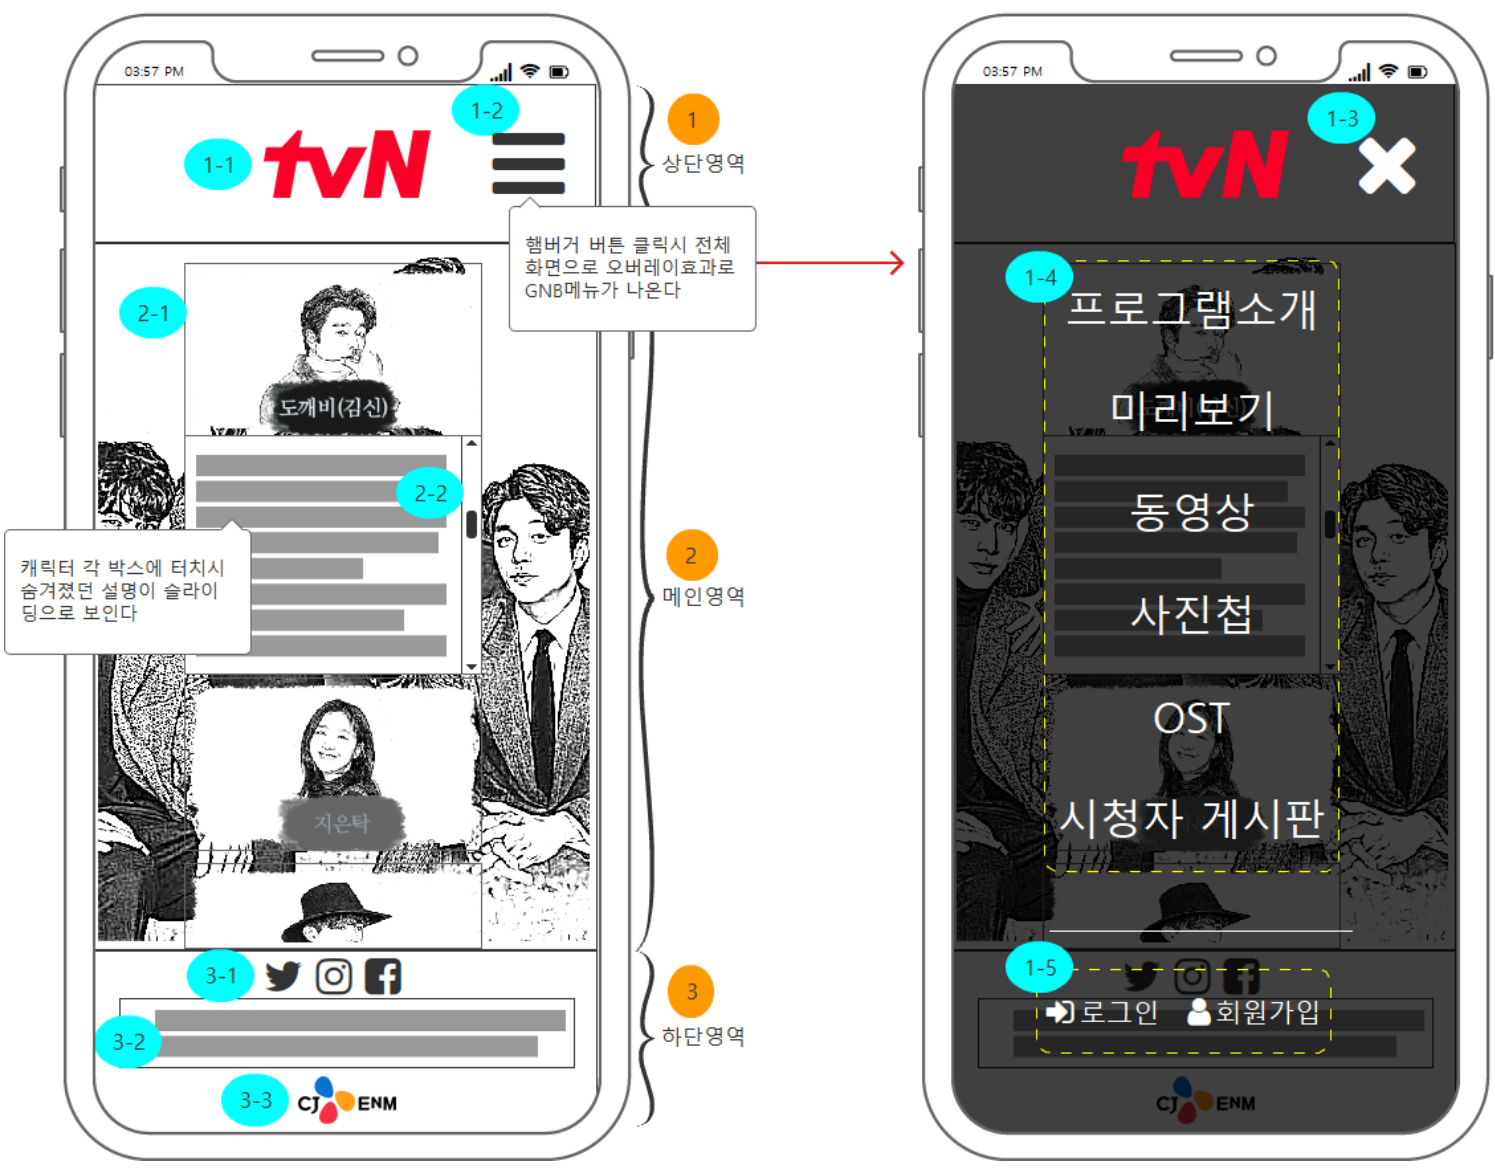 03:57 PM
1-2
1-1
tvN
1
상단영역
햄버거 버튼 클릭시 전체
화면으로 오버레이효과로
GNB메뉴가 나온다
2-1
도깨비(김신)
2-2
캐릭터 각 박스에 터치시
숨겨졌던 설명이 슬라이
딩으로 보인다
2
메인영역
지은탁
3-1
3
하단영역
3-2
3-3
CJ ENM
03:57 PM
1-3
tvN
1-4
프로그램소개
미리보기
동영상
사진첩
OST
시청자 게시판
1-5
로그인 회원가입
CJ ENM